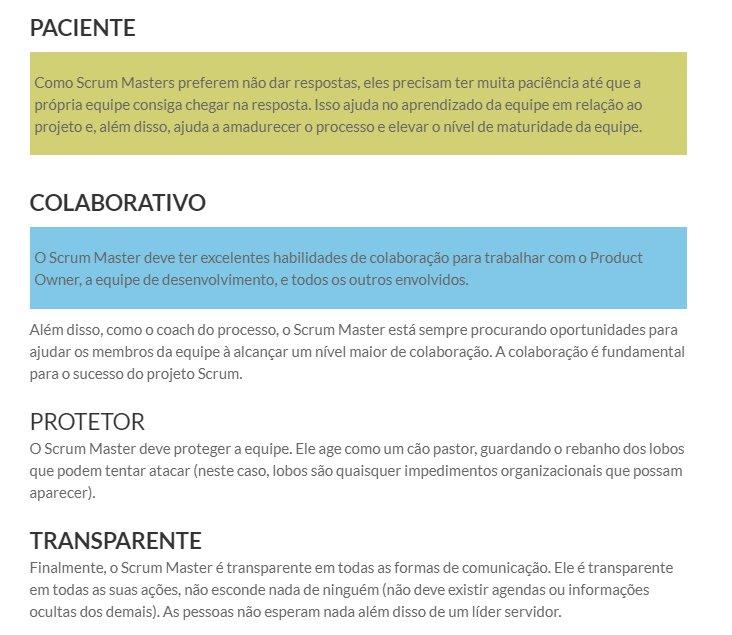 PACIENTE
Como Scrum Masters preferem não dar respostas, eles precisam ter muita paciência até que a
própria equipe consiga chegar na resposta. Isso ajuda no aprendizado da equipe em relação ao
projeto e, além disso, ajuda a amadurecer o processo e elevar o nível de maturidade da equipe.
COLABORATIVO
O Scrum Master deve ter excelentes habilidades de colaboração para trabalhar com o Product
Owner, a equipe de desenvolvimento, e todos os outros envolvidos.
Além disso, como o coach do processo, o Scrum Master está sempre procurando oportunidades para
ajudar os membros da equipe à alcançar um nível maior de colaboração. A colaboração é fundamental
para o sucesso do projeto Scrum.
PROTETOR
O Scrum Master deve proteger a equipe. Ele age como um cão pastor, guardando o rebanho dos lobos
que podem tentar atacar (neste caso, lobos são quaisquer impedimentos organizacionais que possam
aparecer).
TRANSPARENTE
Finalmente, o Scrum Master é transparente em todas as formas de comunicação. Ele é transparente
em todas as suas ações, não esconde nada de ninguém (não deve existir agendas ou informações
ocultas dos demais). As pessoas não esperam nada além disso de um líder servidor.